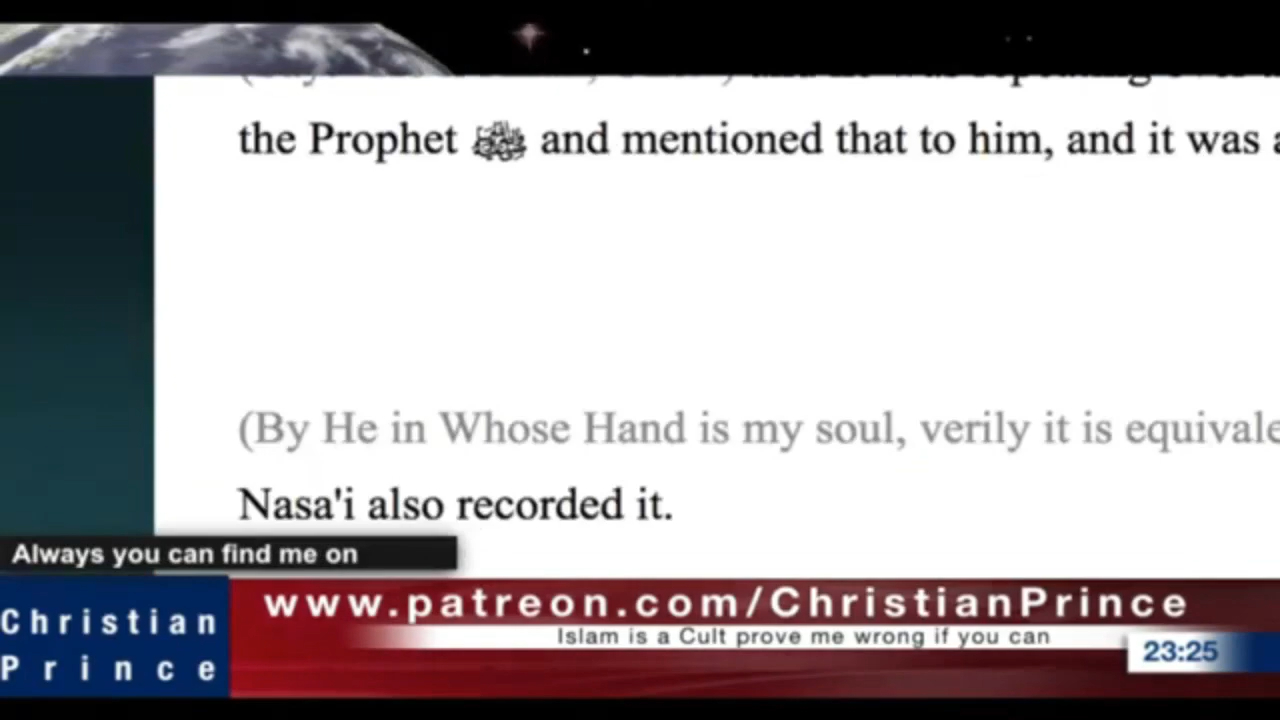 the Prophet ﷺ and mentioned that to him, and it was
(By He in Whose Hand is my soul, verily it is
Nasa'i also recorded it.
Always you can find me on
Christian
Prince
www.patreon.com/ChristianPrince
Islam is a Cult prove me wrong if you can
23:25